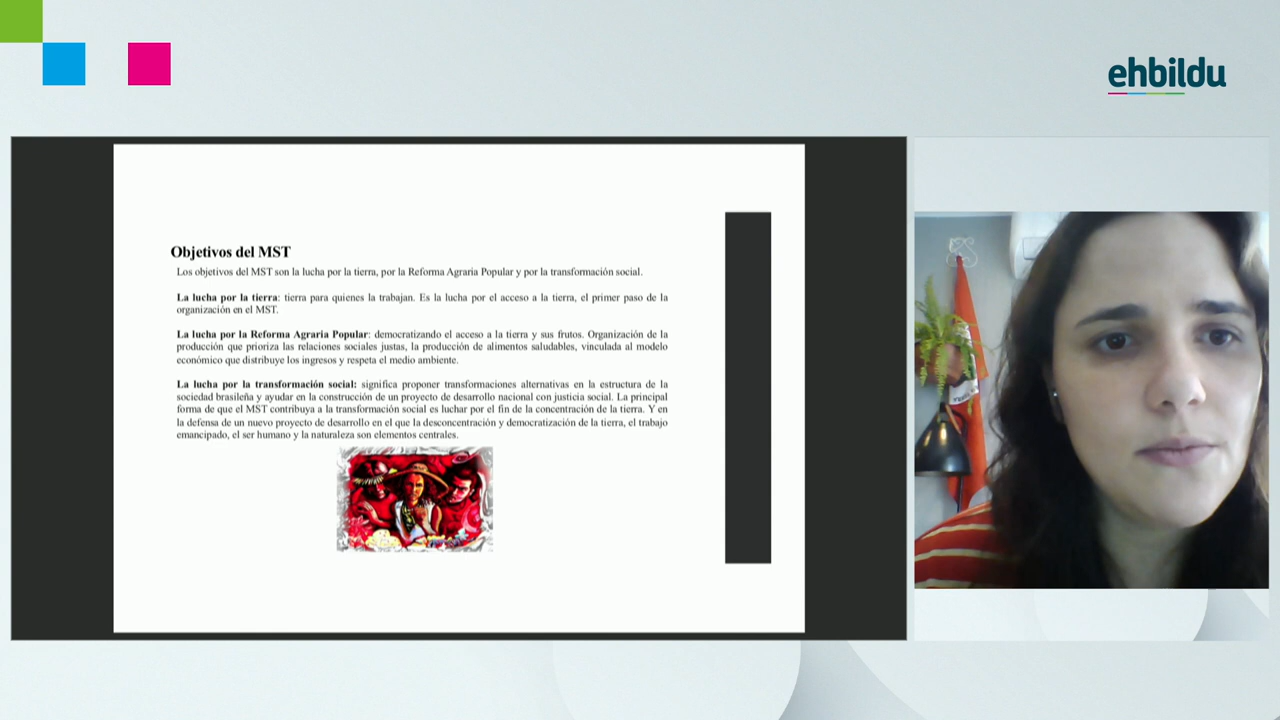 ehbildu
Objetivos del MST
Los objetivos del MST son la lucha por la tierra, por la Reforma Agraria Popular y por la transformación social.
La lucha por la tierra: tierra para quienes la trabajan. Es la lucha por el acceso a la tierra, el primer paso de la
organización en el MST.
La lucha por la Reforma Agraria Popular: democratizando el acceso a la tierra y sus frutos. Organización de la
producción que prioriza las relaciones sociales justas, la producción de alimentos saludables, vinculada al modelo
económico que distribuye los ingresos y respeta el medio ambiente.
La lucha por la transformación social: significa proponer transformaciones alternativas en la estructura de la
sociedad brasileña y ayudar en la construcción de un proyecto de desarrollo nacional con justicia social. La principal
forma de que el MST contribuya a la transformación social es luchar por el fin de la concentración de la tierra. Y en
la defensa de un nuevo proyecto de desarrollo en el que la desconcentración y democratización de la tierra, el trabajo
emancipado, el ser humano y la naturaleza son elementos centrales.